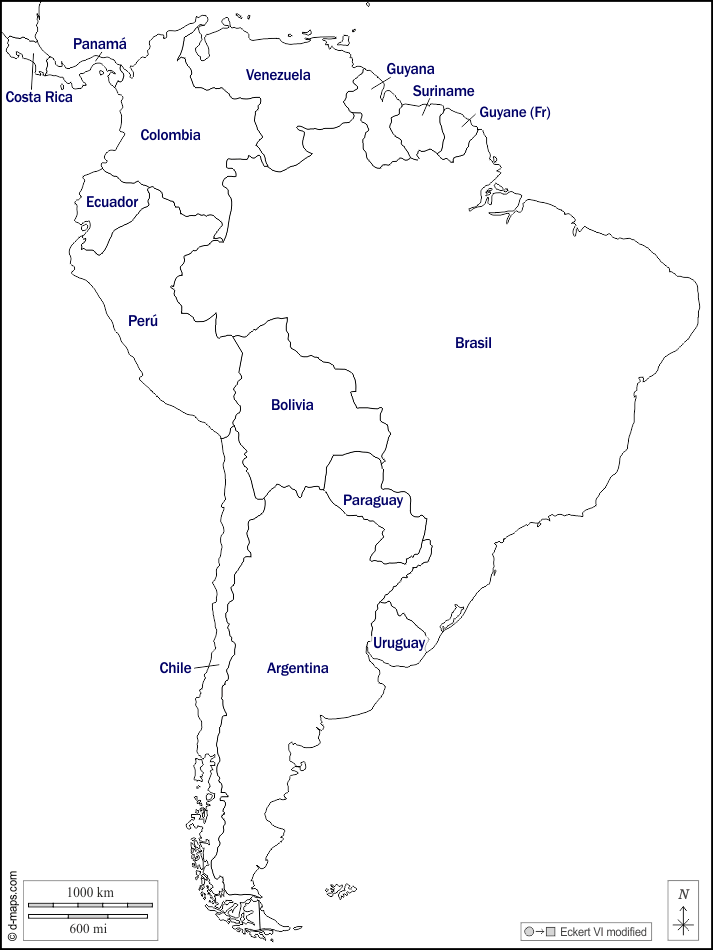 Panamá
Costa Rica
Venezuela
Guyana
Suriname
Guyane (Fr)
Colombia
Ecuador
Perú
Brasil
Bolivia
Paraguay
Uruguay
Chile
Argentina
© d-maps.com
1000 km
600 mi
Eckert VI modified
N